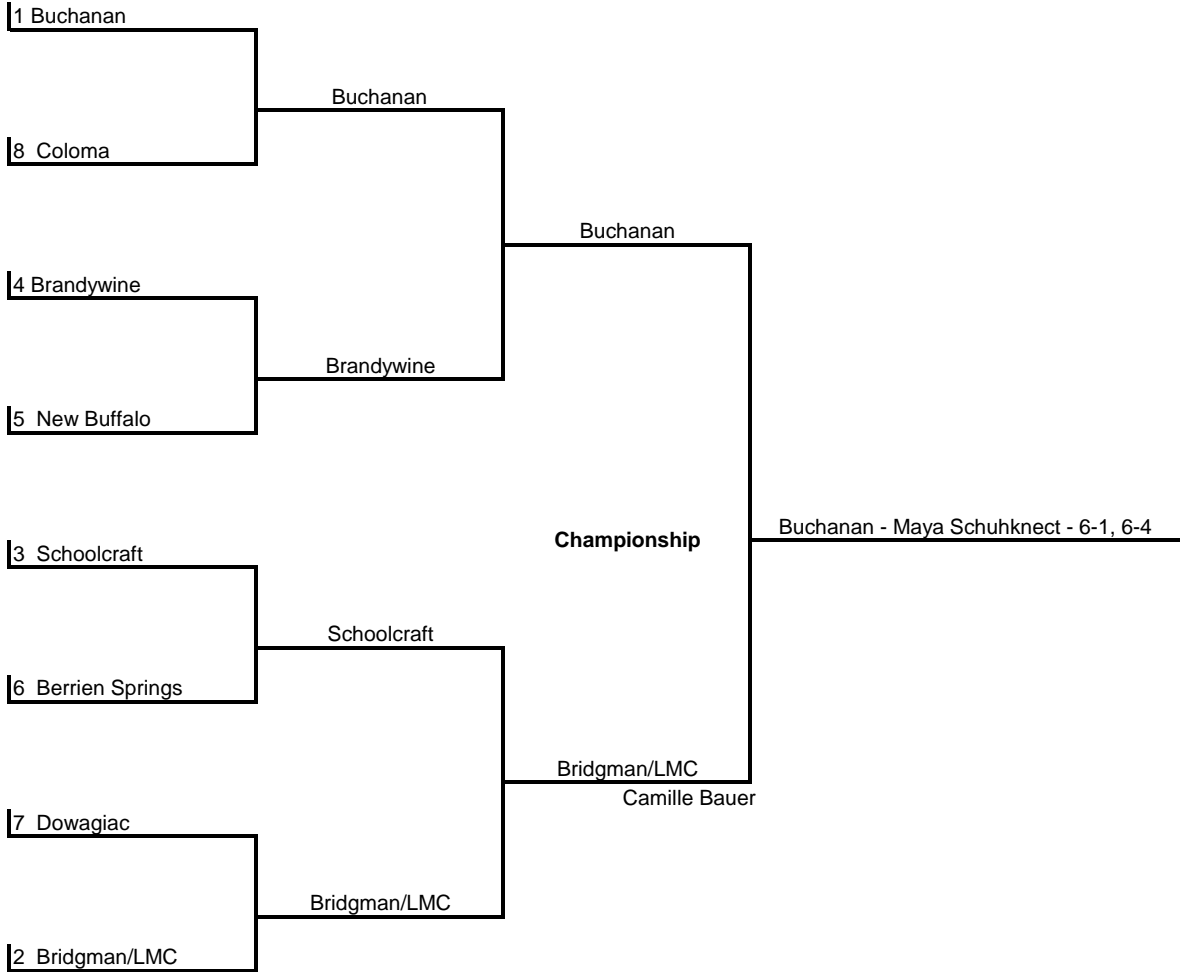 1 Buchanan
Buchanan
8 Coloma
Buchanan
4 Brandywine
Brandywine
5 New Buffalo
Championship
Buchanan - Maya Schuhknect - 6-1, 6-4
3 Schoolcraft
Schoolcraft
6 Berrien Springs
Bridgman/LMC
Camille Bauer
7 Dowagiac
Bridgman/LMC
2 Bridgman/LMC